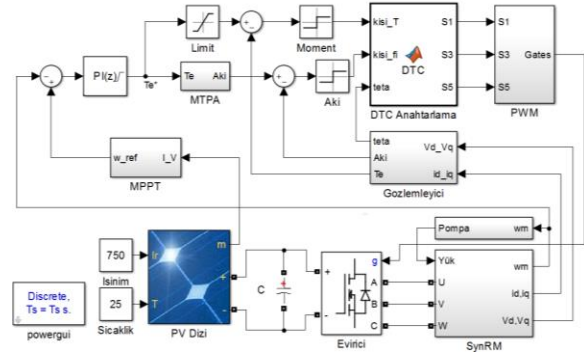 kisi_T
S1
S1
Limit
Moment
kisi_fi
S3
S3
Gates
DTC
PI(z)
Te*
Te
Aki
MTPA
Aki
teta
S5
S5
DTC Anahtarlama
PWM
teta
Vd_Vq
Aki
Te
id_iq
Gozlemleyici
w_ref
I_V
MPPT
Pompa
wm
750
Isinim
Ir
m
+
-
25
Sicaklik
T
PV Dizi
C
+
+
-
g
A
B
C
Evirici
Yük
wm
U
V
id,iq
W
Vd,Vq
SynRM
Discrete,
Ts = Ts s.
powergui